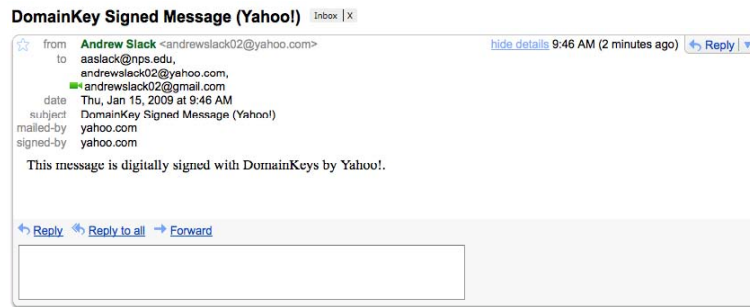 DomainKey Signed Message (Yahoo!) Inbox | X
from Andrew Slack <andrewslack02@yahoo.com> hide details 9:46 AM (2 minutes ago) Reply
to aaslack@nps.edu,
andrewslack02@yahoo.com,
andrewslack02@gmail.com
date Thu, Jan 15, 2009 at 9:46 AM
subject DomainKey Signed Message (Yahoo!)
mailed-by yahoo.com
signed-by yahoo.com
This message is digitally signed with DomainKeys by Yahoo!.
Reply Reply to all Forward